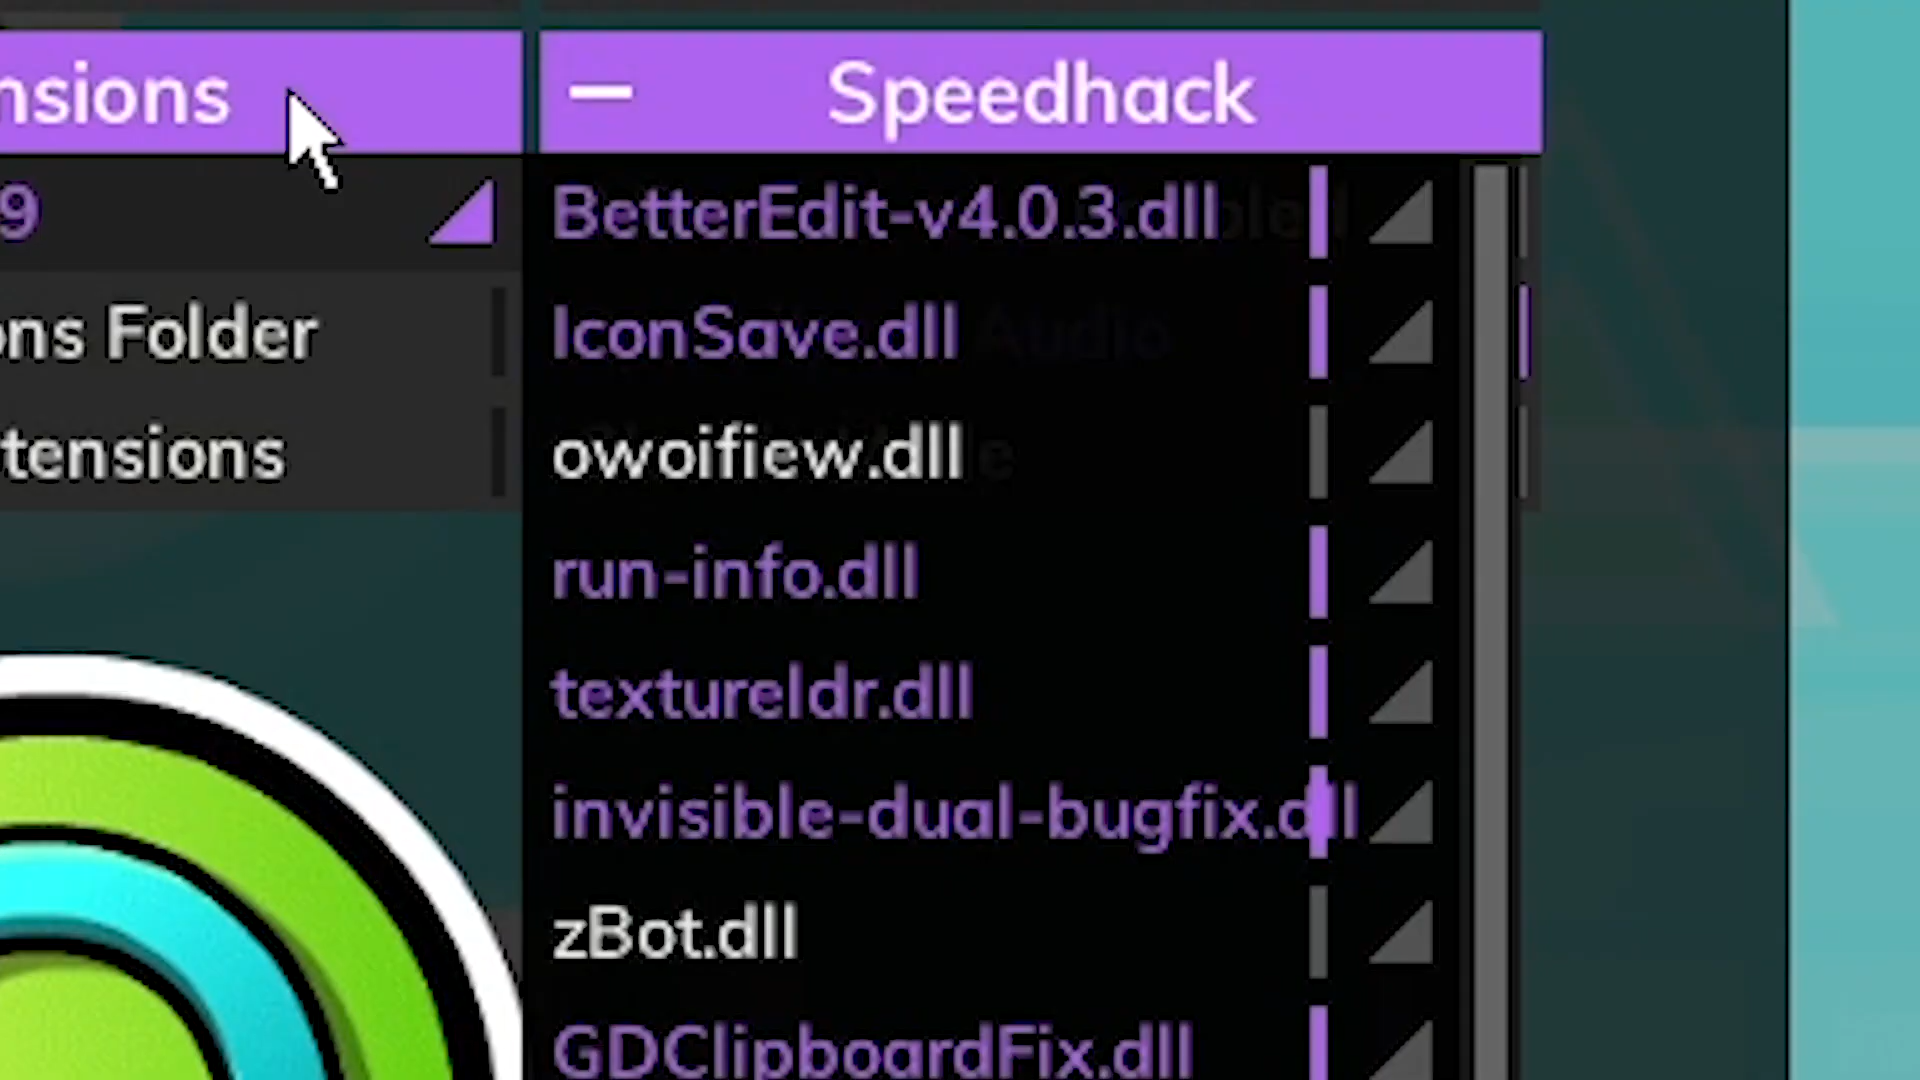 nsions
Speedhack
9
ons Folder
tensions
BetterEdit-v4.0.3.dll
IconSave.dll
Audio
owoifiew.dll
run-info.dll
textureldr.dll
invisible-dual-bugfix.dll
zBot.dll
GDClipboardFix.dll